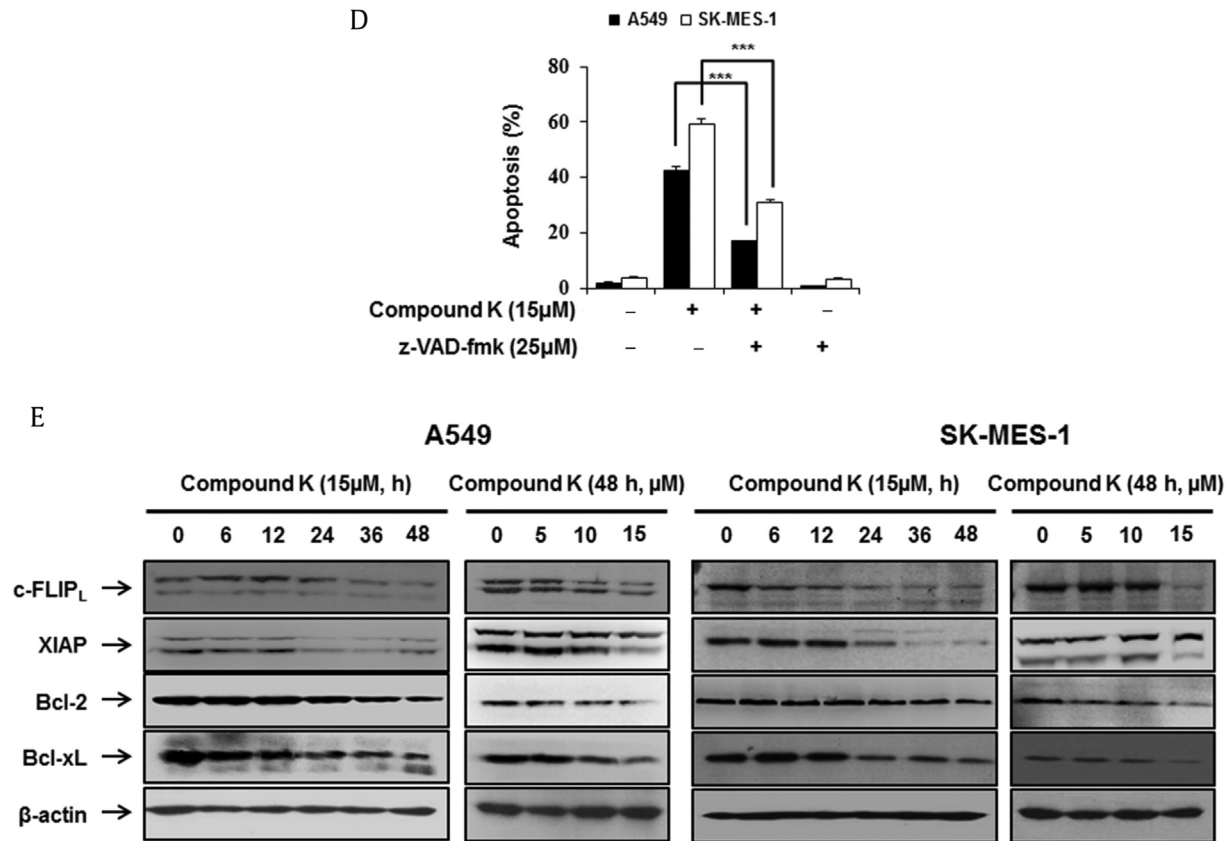 D
A549 SK-MES-1
*** 
***
80
60
40
20
0
Apoptosis (%)
Compound K (15μM) – + + –
z-VAD-fmk (25μM) – – + +
E
A549 SK-MES-1
Compound K (15μM, h) Compound K (48 h, μM) Compound K (15μM, h) Compound K (48 h, μM)
0 6 12 24 36 48 0 5 10 15 0 6 12 24 36 48 0 5 10 15
c-FLIPL →
XIAP →
Bcl-2 →
Bcl-xL →
β-actin →